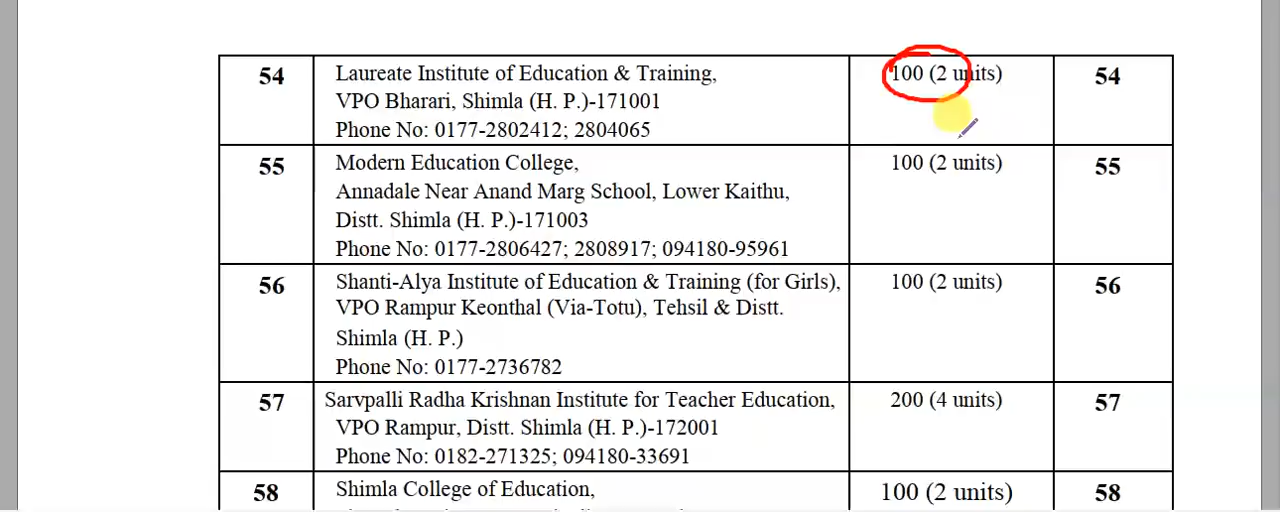 54 Laureate Institute of Education & Training, 100 (2 units) 54
VPO Bharari, Shimla (H. P.)-171001
Phone No: 0177-2802412; 2804065
55 Modern Education College, 100 (2 units) 55
Annadale Near Anand Marg School, Lower Kaithu,
Distt. Shimla (H. P.)-171003
Phone No: 0177-2806427; 2808917; 094180-95961
56 Shanti-Alya Institute of Education & Training (for Girls), 100 (2 units) 56
VPO Rampur Keonthal (Via-Totu), Tehsil & Distt.
Shimla (H. P.)
Phone No: 0177-2736782
57 Sarvpalli Radha Krishnan Institute for Teacher Education, 200 (4 units) 57
VPO Rampur, Distt. Shimla (H. P.)-172001
Phone No: 0182-271325; 094180-33691
58 Shimla College of Education, 100 (2 units) 58